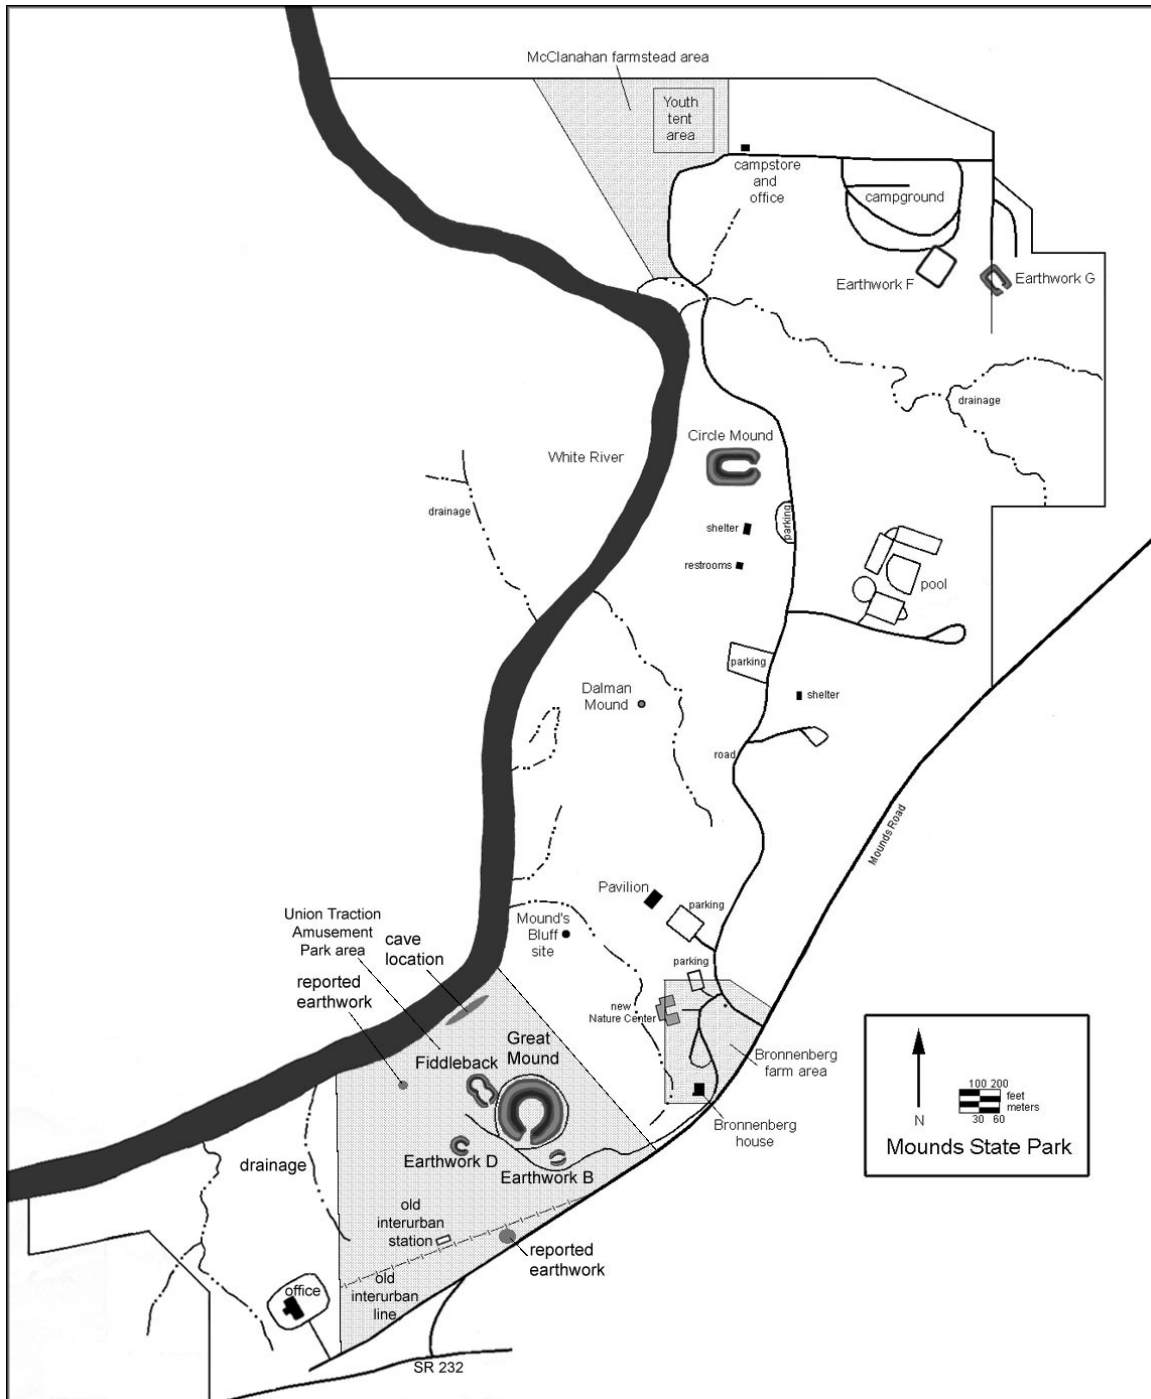 McClanahan farmstead area
Youth
tent
area
campstore
and
office
campground
Earthwork F
Earthwork G
drainage
Circle Mound
White River
drainage
shelter
parking
restrooms
pool
parking
Dalman
Mound
shelter
road
Mounds Road
Pavilion
parking
Union Traction
Amusement
Park area
cave
location
Mound's
Bluff
site
reported
earthwork
parking
new
Nature Center
Great
Mound
Fiddleback
Bronnenberg
farm area
Bronnenberg
house
Earthwork D
Earthwork B
drainage
old
interurban
station
reported
earthwork
old
interurban
line
office
SR 232
N
100 200
feet
meters
30 60
Mounds State Park